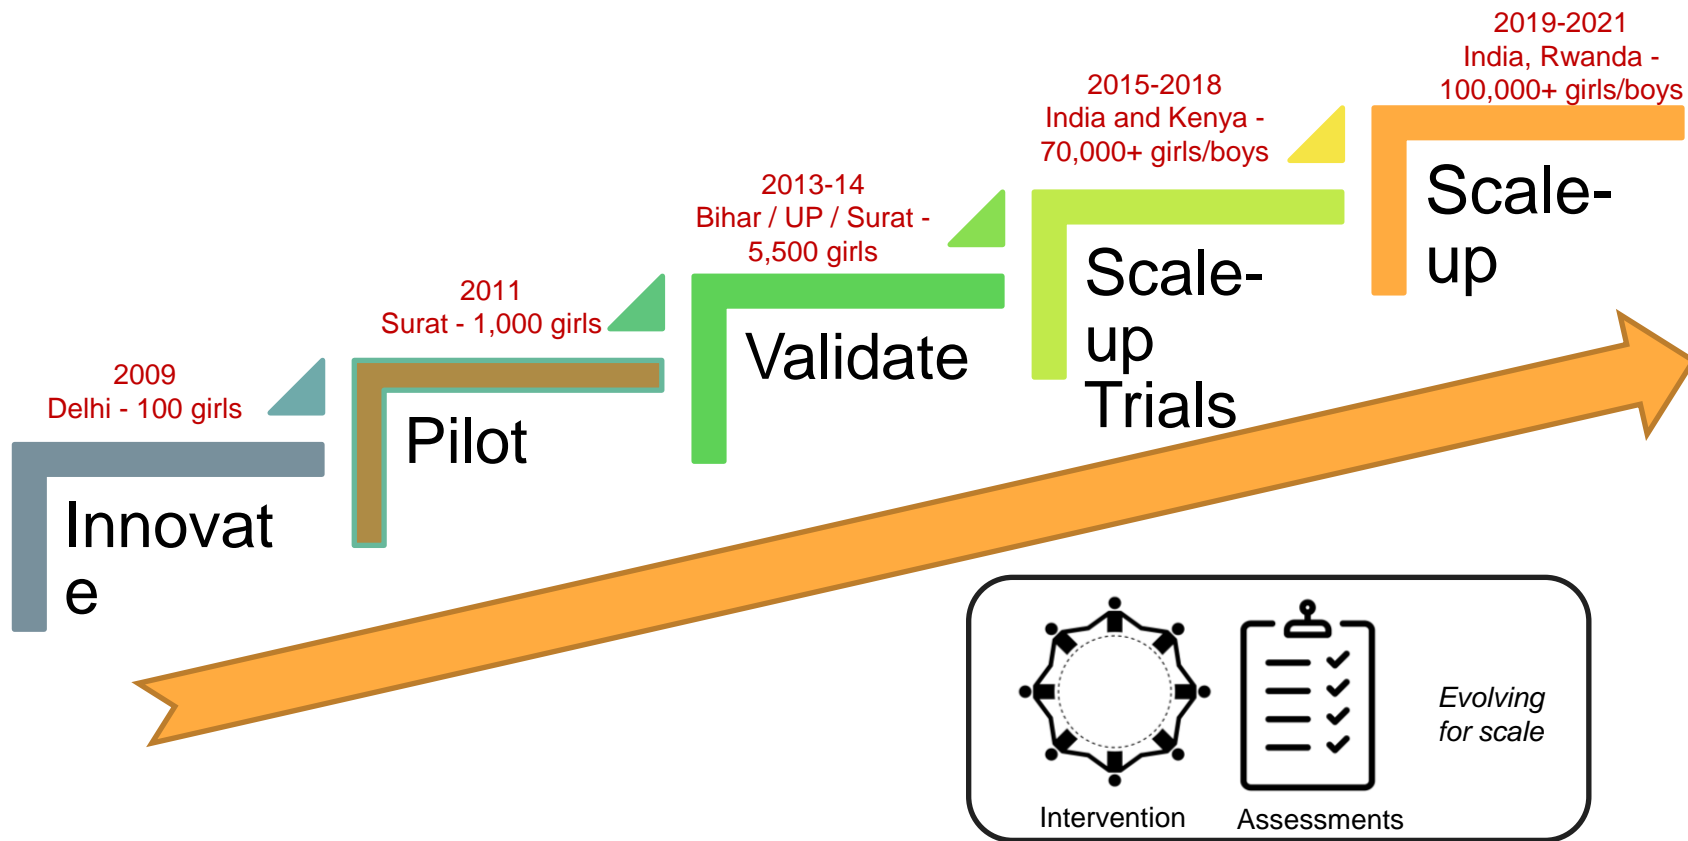 2009
Delhi - 100 girls
Innovat
e
2011
Surat - 1,000 girls
Pilot
2013-14
Bihar / UP / Surat -
5,500 girls
Validate
2015-2018
India and Kenya -
70,000+ girls/boys
Scale-
up
Trials
2019-2021
India, Rwanda -
100,000+ girls/boys
Scale-
up
Intervention
Assessments
Evolving
for scale